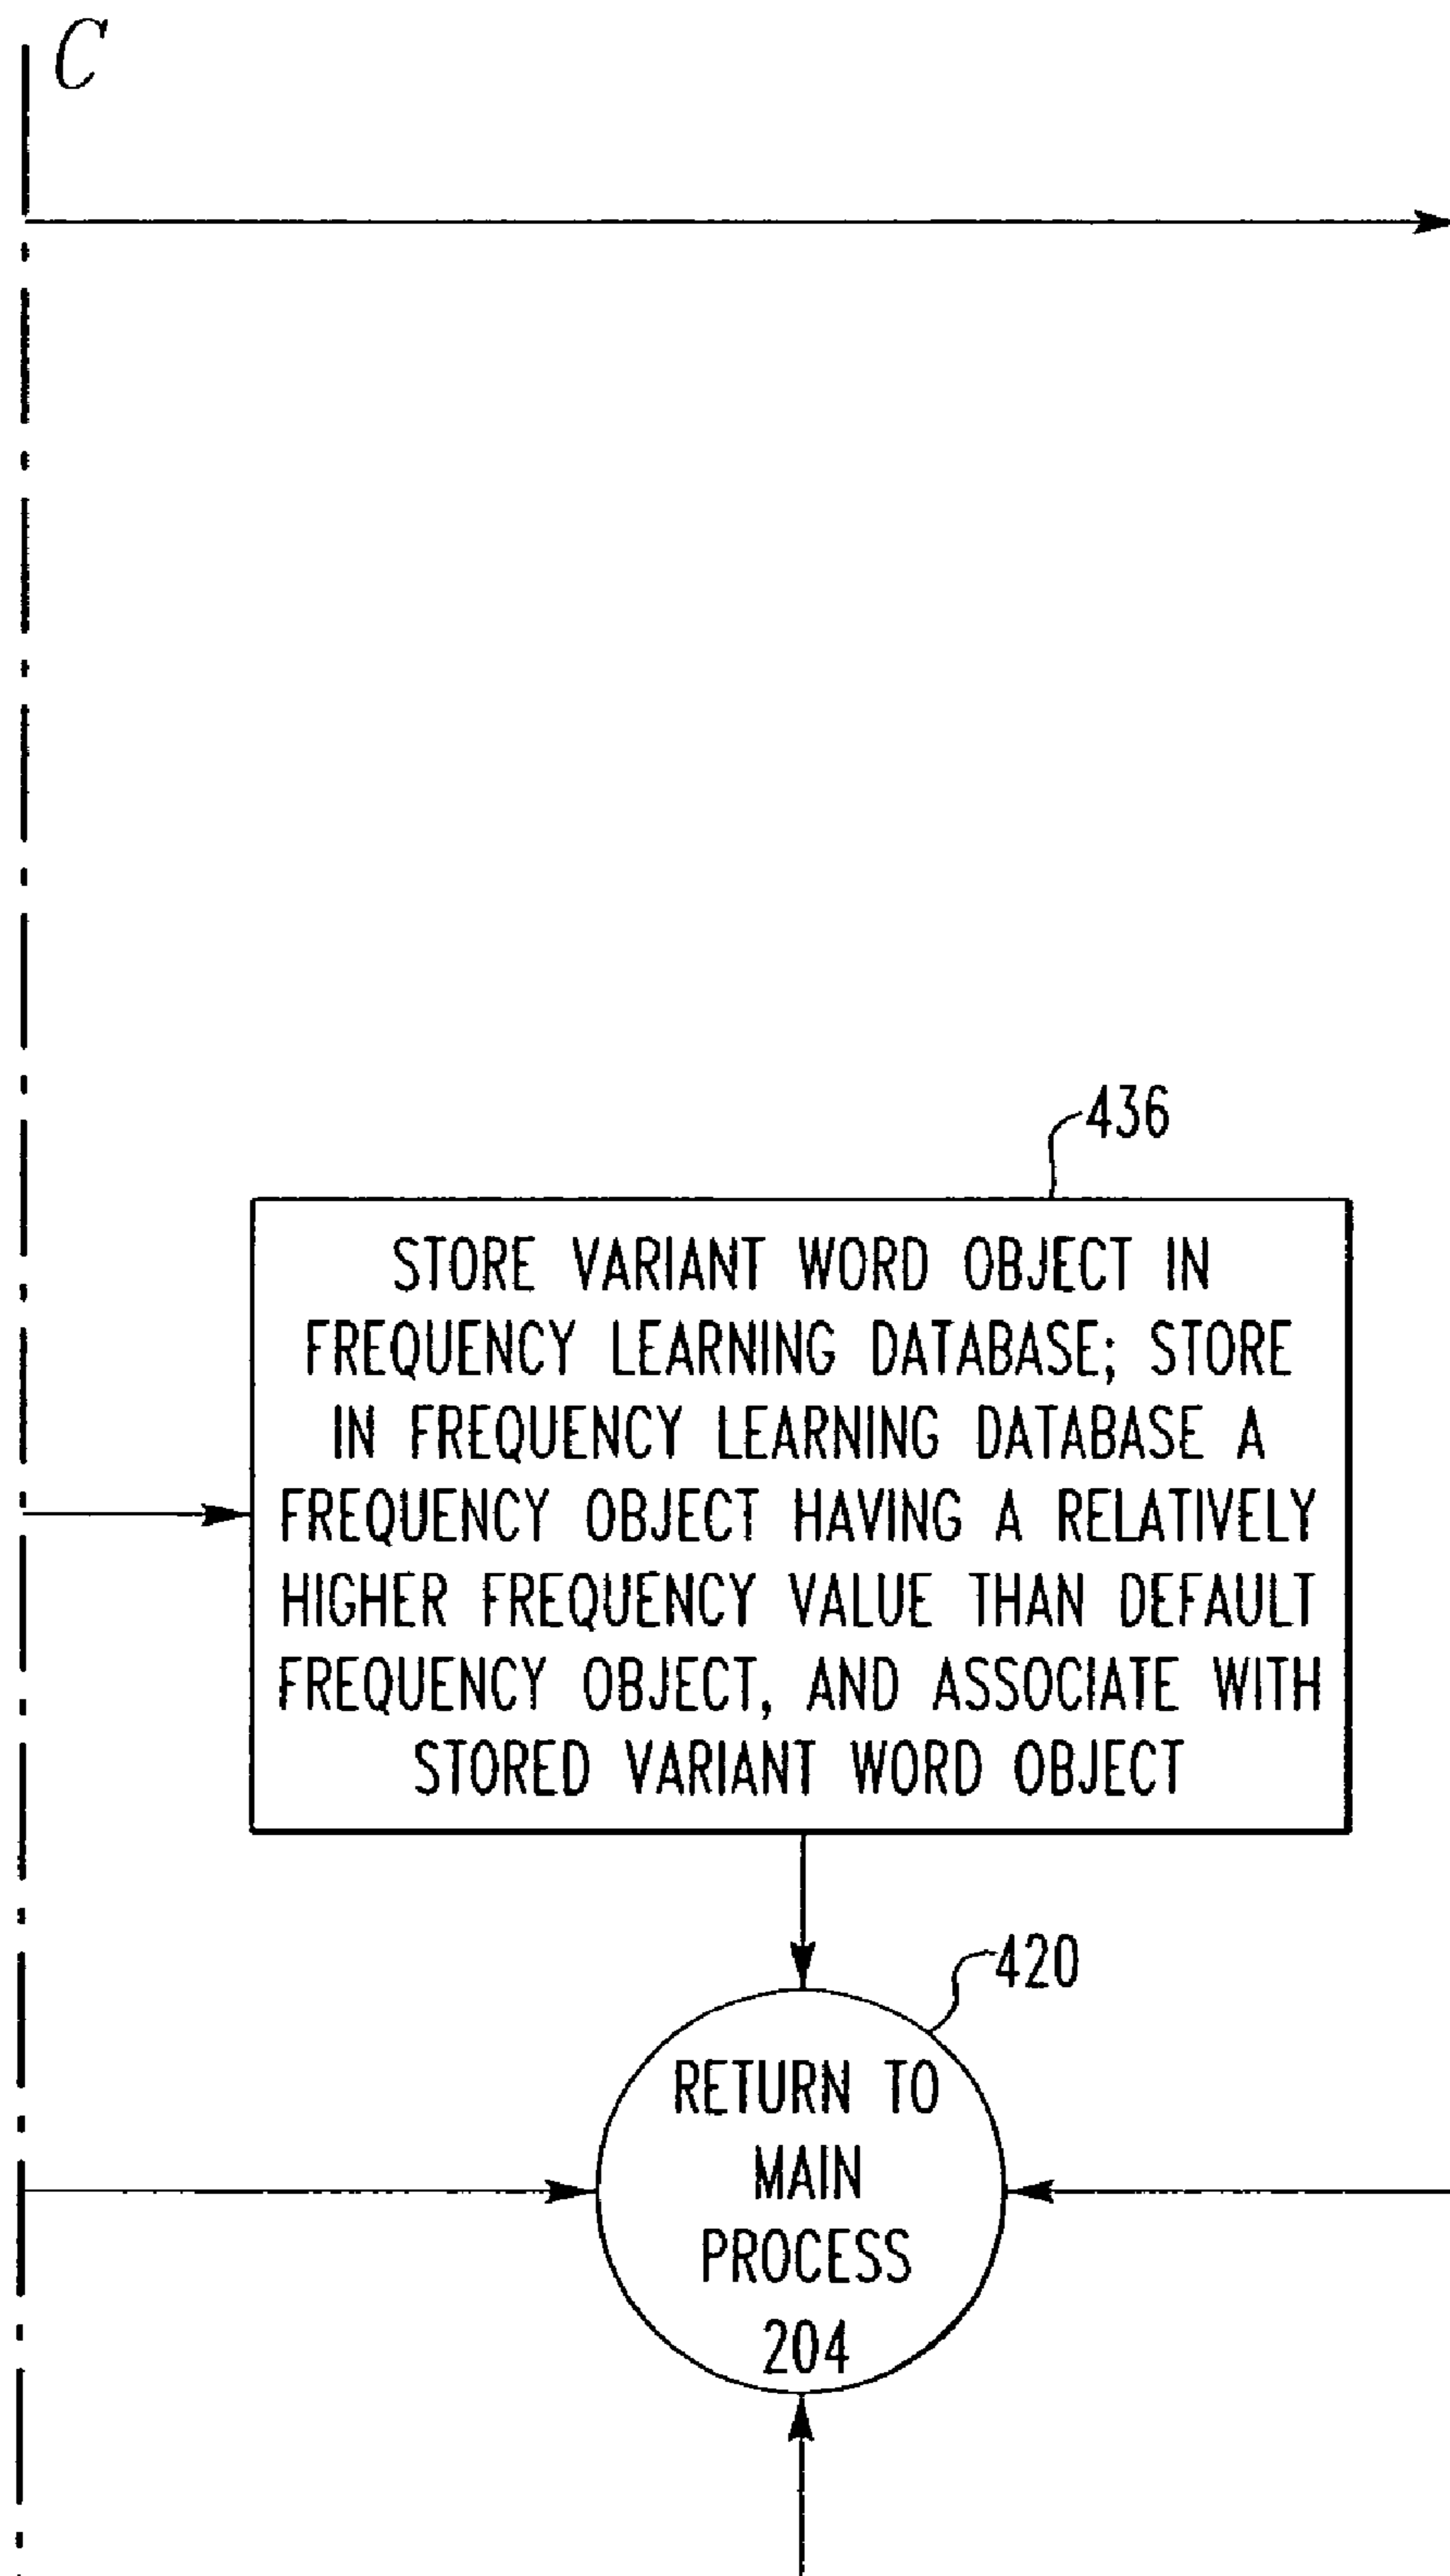 C
436
STORE VARIANT WORD OBJECT IN
FREQUENCY LEARNING DATABASE; STORE
IN FREQUENCY LEARNING DATABASE A
FREQUENCY OBJECT HAVING A RELATIVELY
HIGHER FREQUENCY VALUE THAN DEFAULT
FREQUENCY OBJECT, AND ASSOCIATE WITH
STORED VARIANT WORD OBJECT
420
RETURN TO
MAIN
PROCESS
204